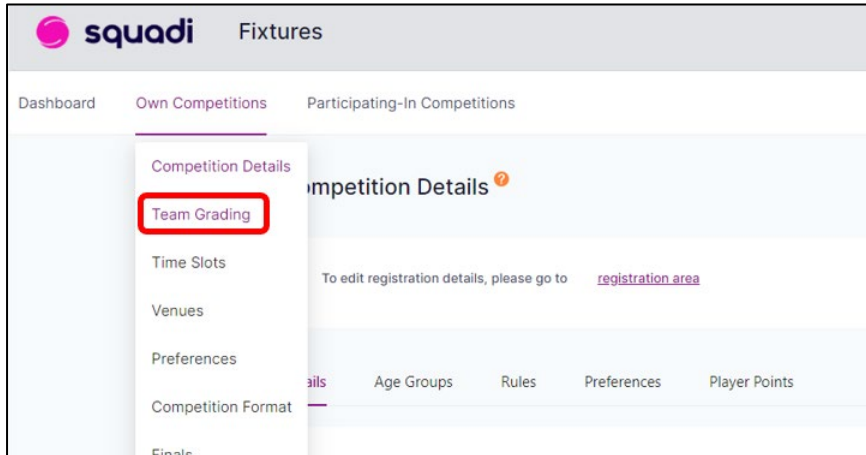 squadi Fixtures
Dashboard Own Competitions Participating-In Competitions
Competition Details
mpetition Details ?
Team Grading
Time Slots
To edit registration details, please go to registration area
Venues
Preferences
ails Age Groups Rules Preferences Player Points
Competition Format
Finals